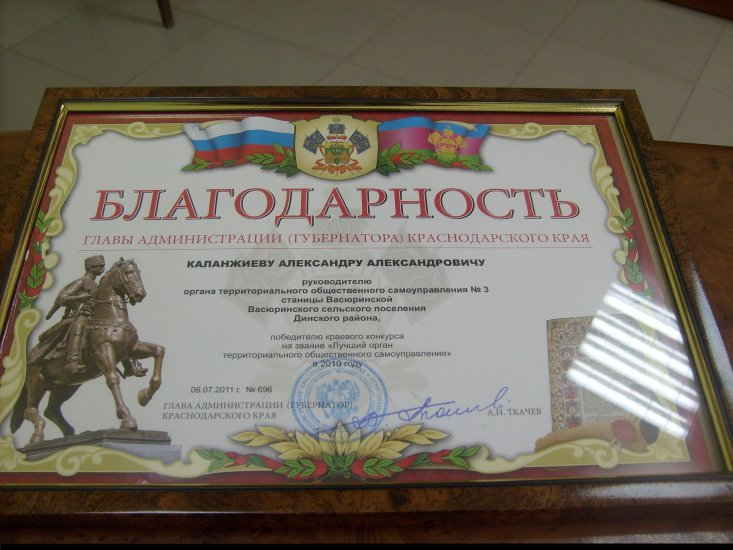 БЛАГОДАРНОСТЬ
ГЛАВЫ АДМИНИСТРАЦИИ (ГУБЕРНАТОРА) КРАСНОДАРСКОГО КРАЯ
КАЛАНЖИЕВУ АЛЕКСАНДРУ АЛЕКСАНДРОВИЧУ
руководителю
органа территориального общественного самоуправления № 3
станицы Васюринской
Васюринского сельского поселения
Динского района,
победителю краевого конкурса
на звание «Лучший орган
территориального общественного самоуправления»
в 2010 году
06.07.2011 г. № 696
ГЛАВА АДМИНИСТРАЦИИ (ГУБЕРНАТОР)
КРАСНОДАРСКОГО КРАЯ
А.Н. ТКАЧЕВ